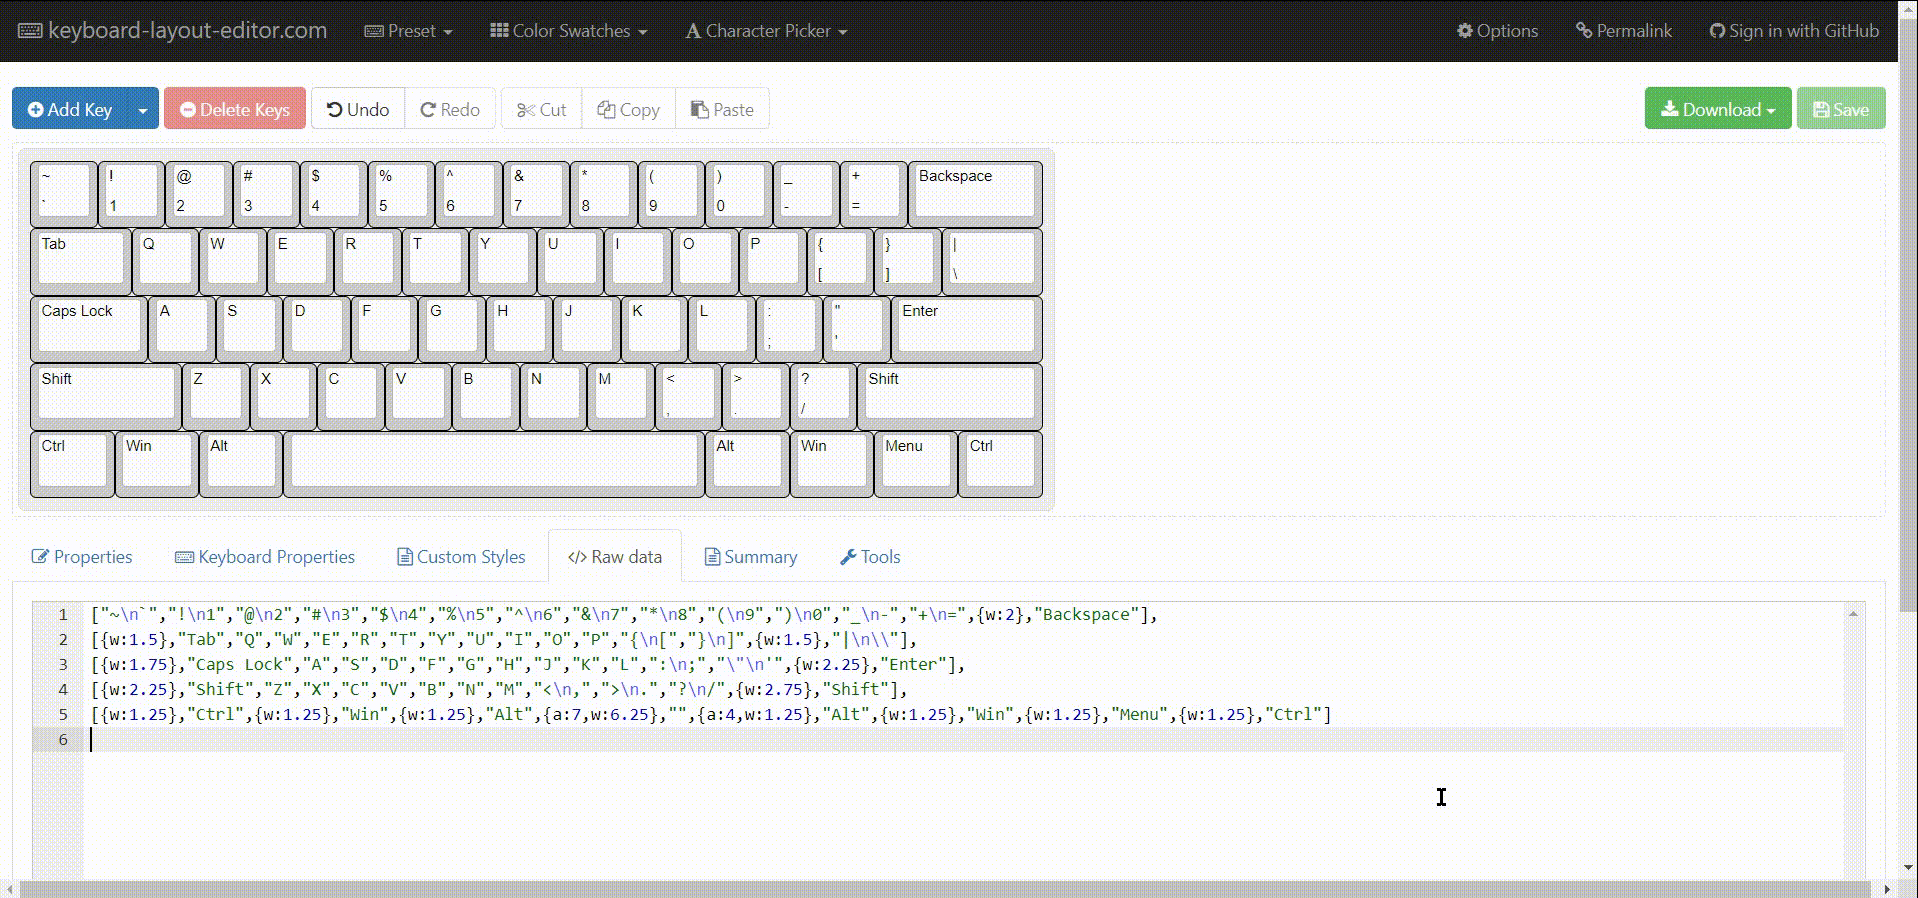 keyboard-layout-editor.com Preset Color Swatches Character Picker Options Permalink Sign in with GitHub
Add Key Delete Keys Undo Redo Cut Copy Paste Download Save
~ ! @ # $ % ^ & * ( ) _ + Backspace
` 1 2 3 4 5 6 7 8 9 0 - =
Tab Q W E R T Y U I O P { } |
[ ] \
Caps Lock A S D F G H J K L : " Enter
; '
Shift Z X C V B N M < > ? Shift
, . /
Ctrl Win Alt Alt Win Menu Ctrl
Properties Keyboard Properties Custom Styles </> Raw data Summary Tools
1 ["~\n`","!\n1","@\n2","#\n3","$\n4","%\n5","^\n6","&\n7","*\n8","(\n9",")\n0","_\n-","+\n=",{w:2},"Backspace"],
2 [{w:1.5},"Tab","Q","W","E","R","T","Y","U","I","O","P","{\n[","}\n]",{w:1.5},"|\n\\"],
3 [{w:1.75},"Caps Lock","A","S","D","F","G","H","J","K","L",":\n;","\"\n'",{w:2.25},"Enter"],
4 [{w:2.25},"Shift","Z","X","C","V","B","N","M","<\n,",">\n.","?\n/",{w:2.75},"Shift"],
5 [{w:1.25},"Ctrl",{w:1.25},"Win",{w:1.25},"Alt",{a:7,w:6.25},"",{a:4,w:1.25},"Alt",{w:1.25},"Win",{w:1.25},"Menu",{w:1.25},"Ctrl"]
6